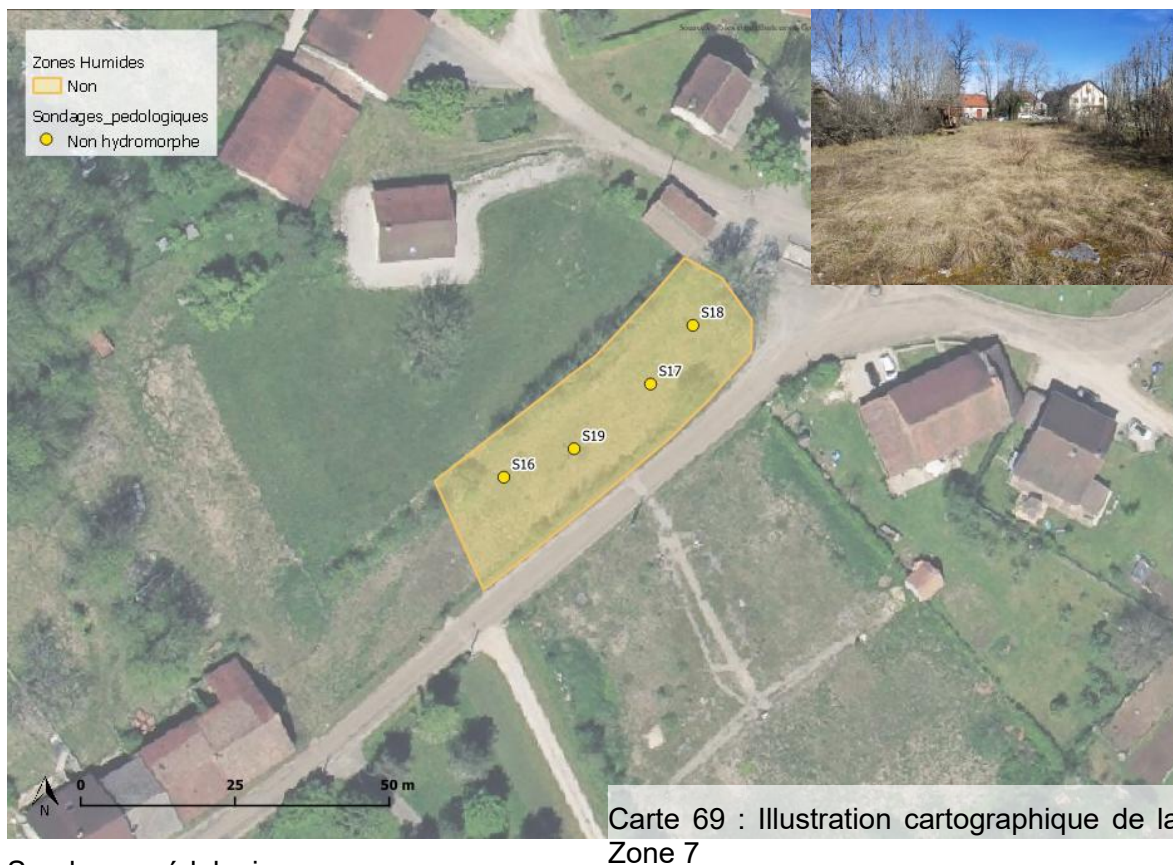 Zones Humides
Non
Sondages_pedologiques
Non hydromorphe
S18
S17
S19
S16
0 25 50 m
N
Carte 69 : Illustration cartographique de la
Zone 7